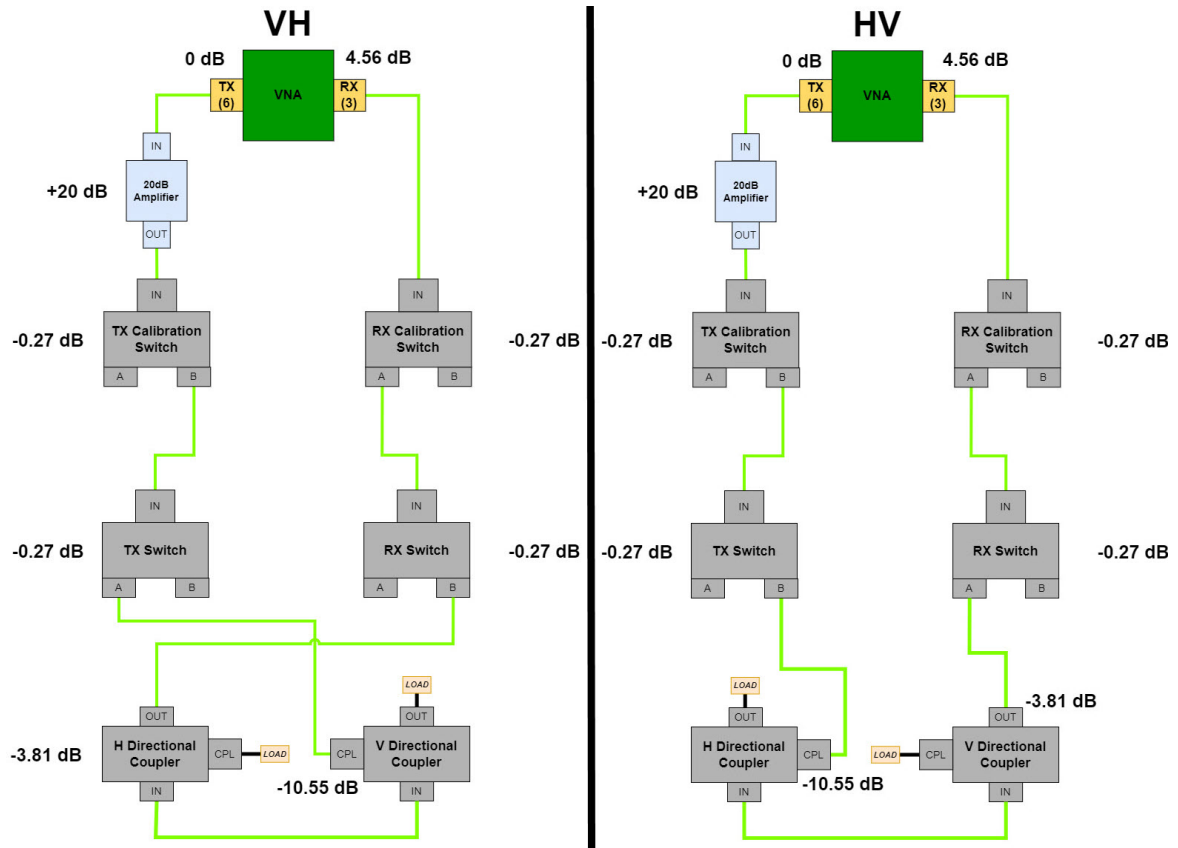 VH
0 dB
4.56 dB
TX
(6)
VNA
RX
(3)
IN
+20 dB
20dB
Amplifier
OUT
IN
IN
-0.27 dB
TX Calibration
Switch
RX Calibration
Switch
-0.27 dB
A
B
A
B
IN
IN
-0.27 dB
TX Switch
RX Switch
-0.27 dB
A
B
A
B
LOAD
OUT
OUT
-3.81 dB
H Directional
Coupler
CPL
LOAD
CPL
V Directional
Coupler
-10.55 dB
IN
IN
HV
0 dB
4.56 dB
TX
(6)
VNA
RX
(3)
IN
+20 dB
20dB
Amplifier
OUT
IN
IN
-0.27 dB
TX Calibration
Switch
RX Calibration
Switch
-0.27 dB
A
B
A
B
IN
IN
-0.27 dB
TX Switch
RX Switch
-0.27 dB
A
B
A
B
LOAD
-3.81 dB
OUT
OUT
H Directional
Coupler
CPL
LOAD
CPL
V Directional
Coupler
-10.55 dB
IN
IN